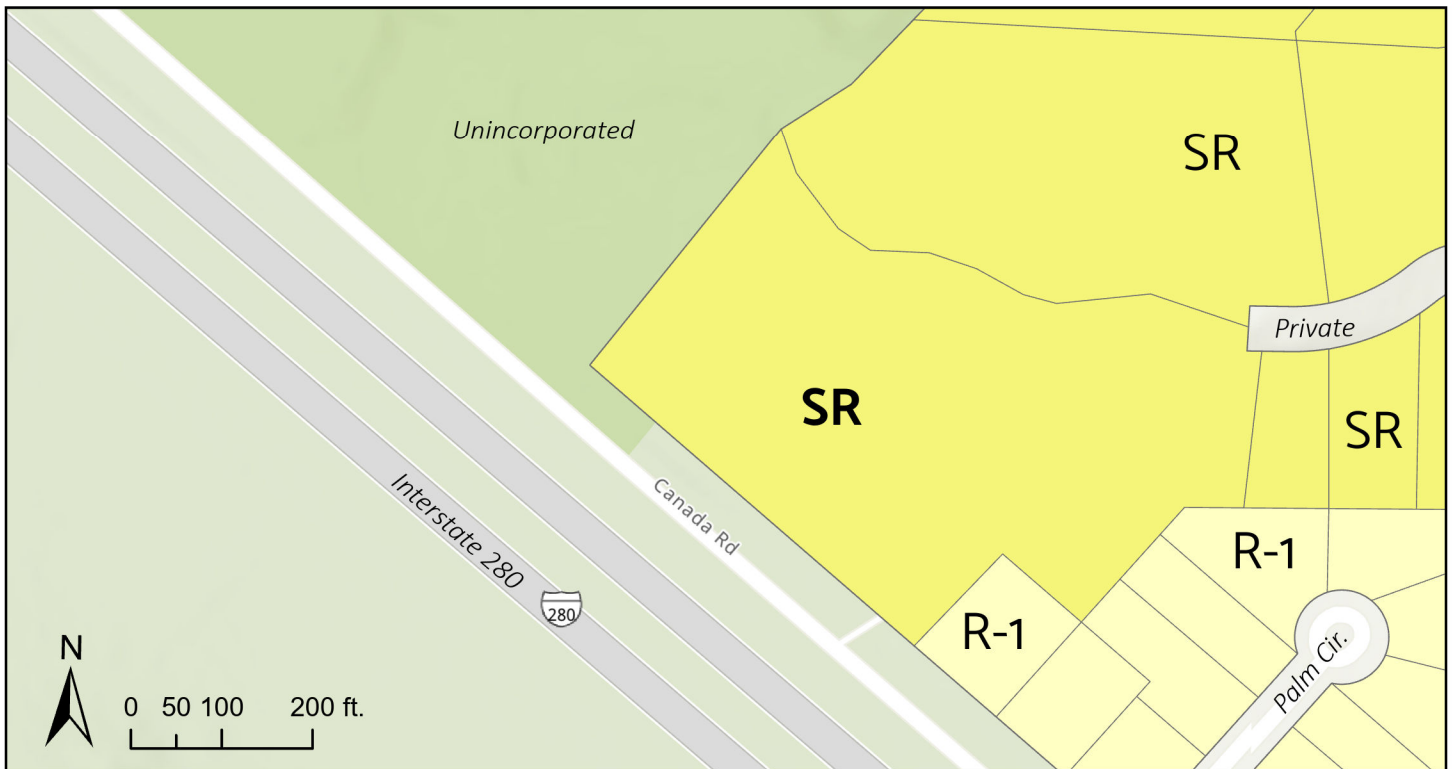 Unincorporated
SR
Private
SR
SR
Canada Rd
Interstate 280
280
R-1
R-1
Palm Cir.
N
0 50 100 200 ft.